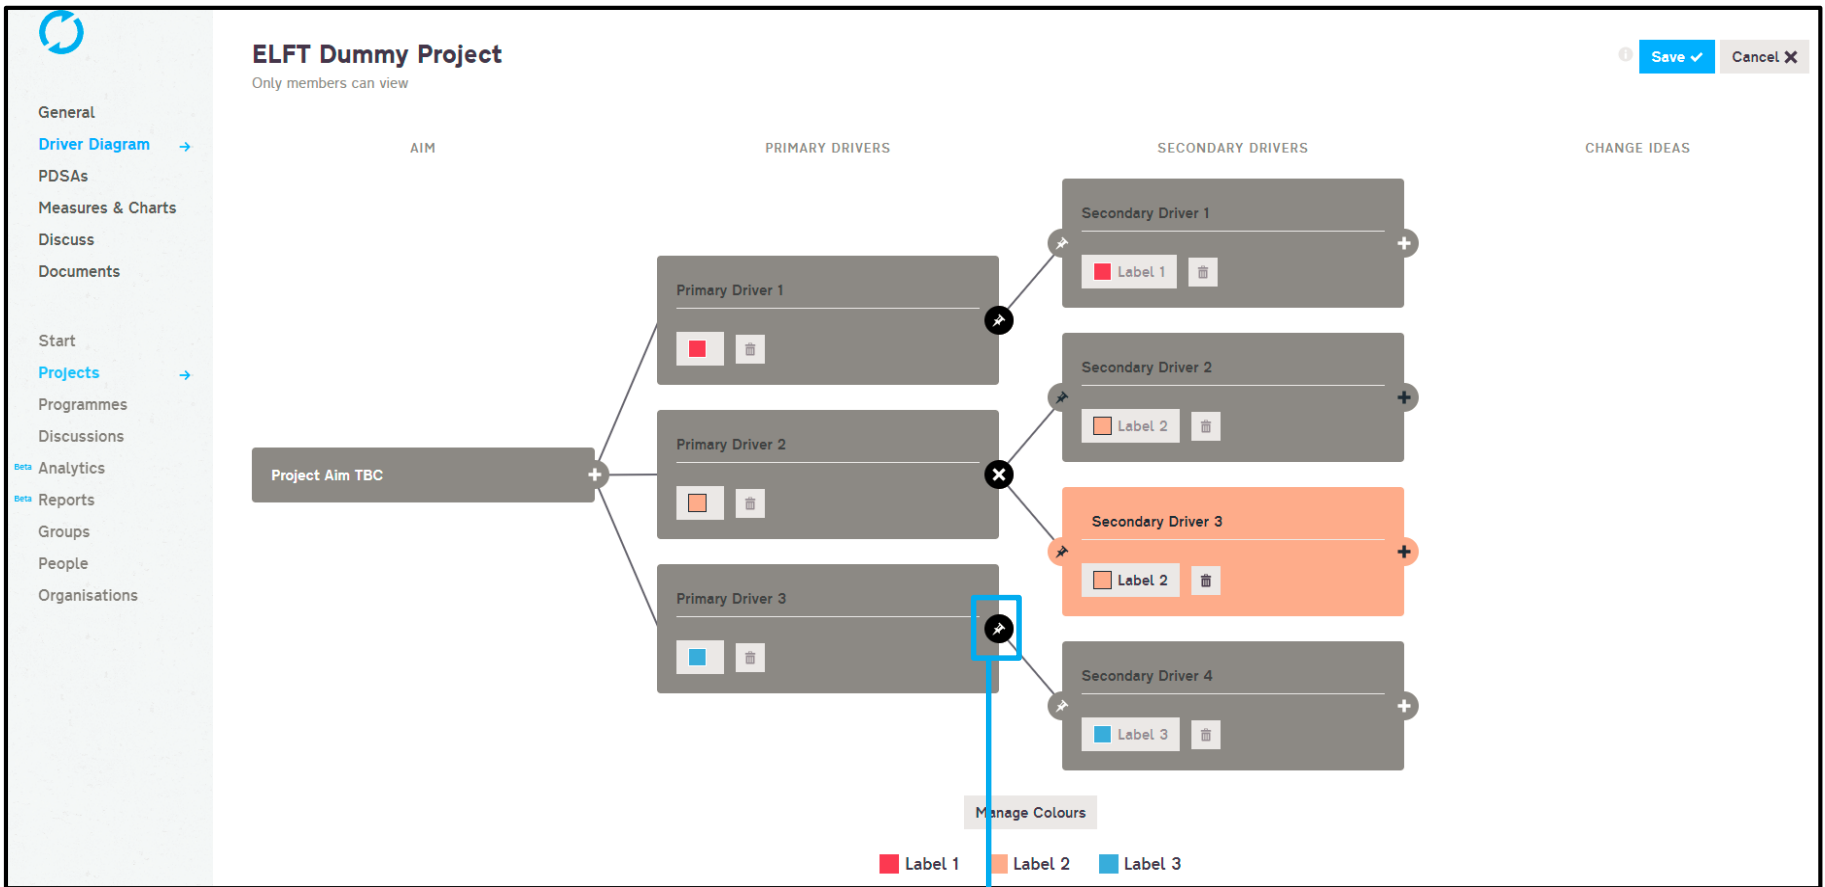 ELFT Dummy Project
Only members can view
Save
Cancel
General
Driver Diagram
PDSAs
Measures & Charts
Discuss
Documents
Start
Projects
Programmes
Discussions
Beta Analytics
Beta Reports
Groups
People
Organisations
AIM
PRIMARY DRIVERS
SECONDARY DRIVERS
CHANGE IDEAS
Project Aim TBC
Primary Driver 1
Primary Driver 2
Primary Driver 3
Secondary Driver 1
Label 1
Secondary Driver 2
Label 2
Secondary Driver 3
Label 2
Secondary Driver 4
Label 3
Manage Colours
Label 1
Label 2
Label 3